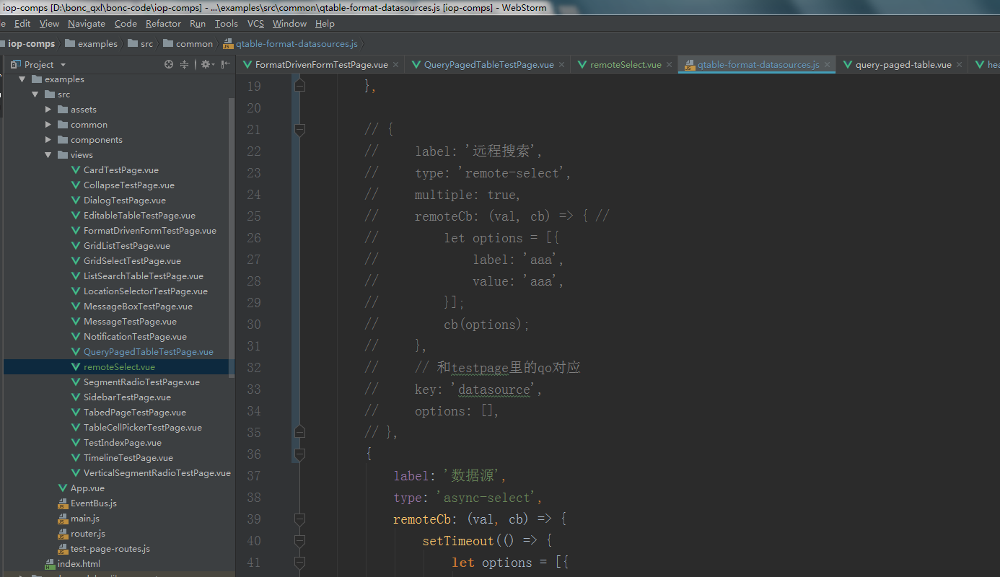 iop-comps [D:\bonc_qxl\bonc-code\iop-comps] - ...\examples\src\common\qtable-format-datasources.js [iop-comps] - WebStorm
Edit View Navigate Code Refactor Run Tools VCS Window Help
iop-comps examples src common qtable-format-datasources.js
Project
FormatDrivenFormTestPage.vue QueryPagedTableTestPage.vue remoteSelect.vue qtable-format-datasources.js query-paged-table.vue hea
examples
src
assets
common
components
views
CardTestPage.vue
CollapseTestPage.vue
DialogTestPage.vue
EditableTableTestPage.vue
FormatDrivenFormTestPage.vue
GridListTestPage.vue
GridSelectTestPage.vue
ListSearchTableTestPage.vue
LocationSelectorTestPage.vue
MessageBoxTestPage.vue
MessageTestPage.vue
NotificationTestPage.vue
QueryPagedTableTestPage.vue
remoteSelect.vue
SegmentRadioTestPage.vue
SidebarTestPage.vue
TabedPageTestPage.vue
TableCellPickerTestPage.vue
TestIndexPage.vue
TimelineTestPage.vue
VerticalSegmentRadioTestPage.vue
App.vue
EventBus.js
main.js
router.js
test-page-routes.js
index.html
19 },
20
21 // {
22 // label: '远程搜索',
23 // type: 'remote-select',
24 // multiple: true,
25 // remoteCb: (val, cb) => { //
26 // let options = [{
27 // label: 'aaa',
28 // value: 'aaa',
29 // }];
30 // cb(options);
31 // },
32 // // 和testpage里的qo对应
33 // key: 'datasource',
34 // options: [],
35 // },
36 {
37 label: '数据源',
38 type: 'async-select',
39 remoteCb: (val, cb) => {
40 setTimeout(() => {
41 let options = [{